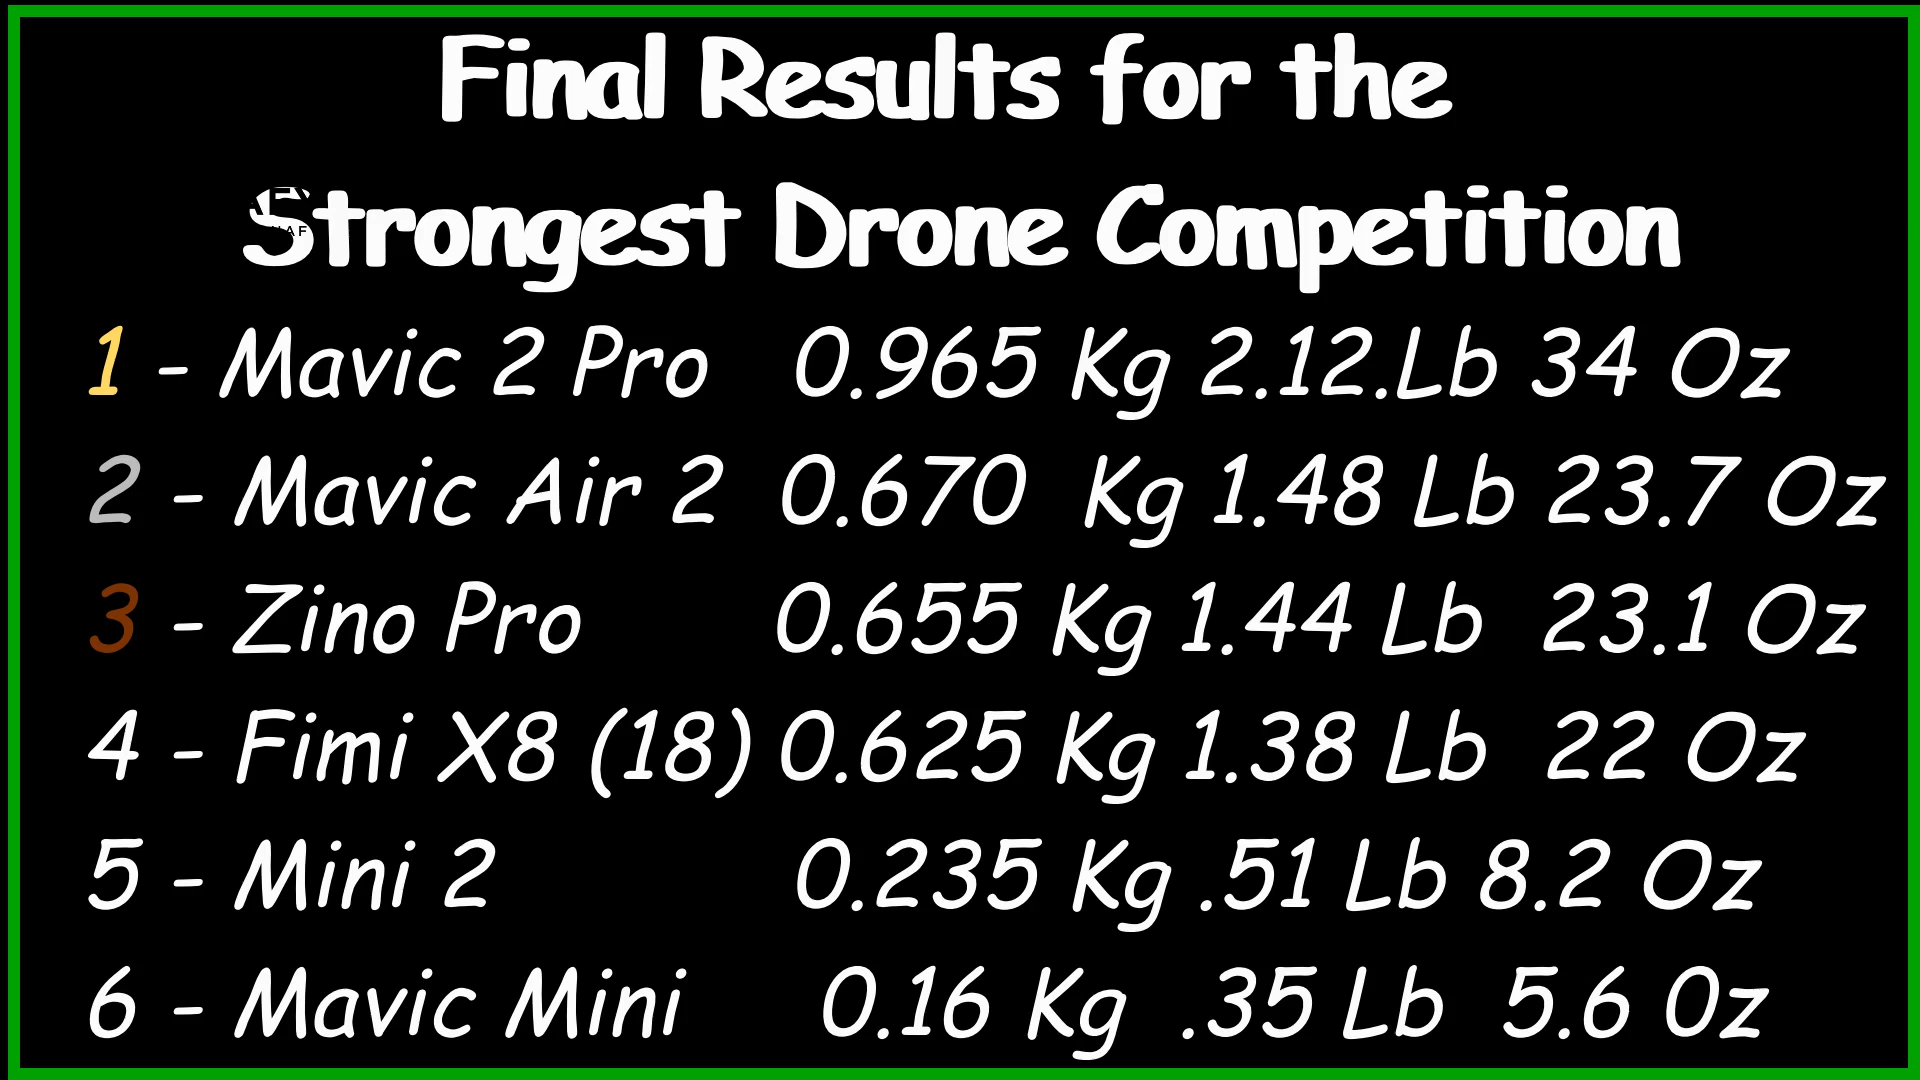 Final Results for the
Strongest Drone Competition
1 - Mavic 2 Pro 0.965 Kg 2.12.Lb 34 Oz
2 - Mavic Air 2 0.670 Kg 1.48 Lb 23.7 Oz
3 - Zino Pro 0.655 Kg 1.44 Lb 23.1 Oz
4 - Fimi X8 (18) 0.625 Kg 1.38 Lb 22 Oz
5 - Mini 2 0.235 Kg .51 Lb 8.2 Oz
6 - Mavic Mini 0.16 Kg .35 Lb 5.6 0z